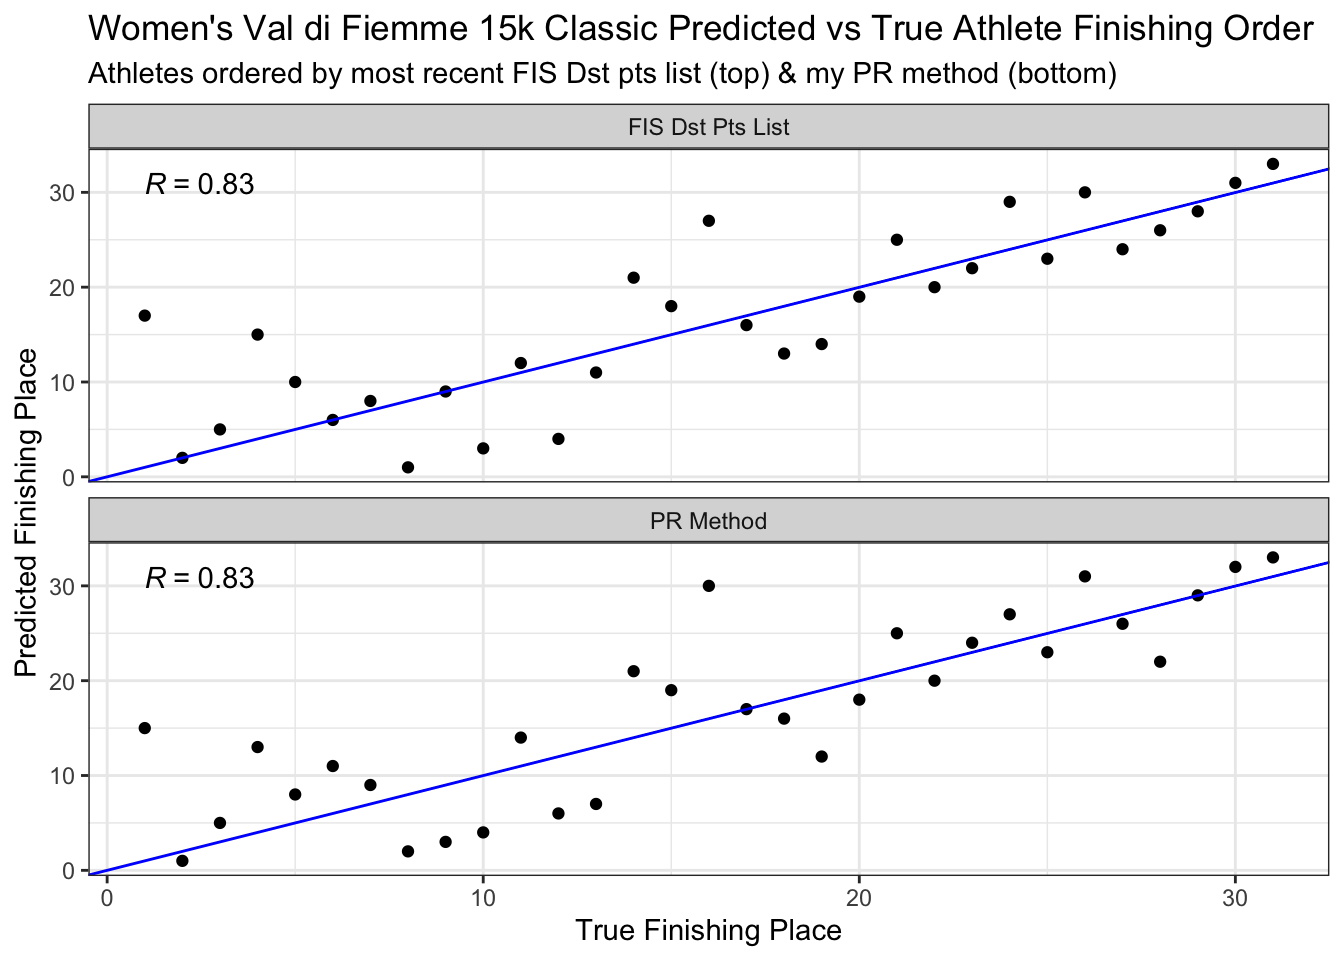 Women's Val di Fiemme 15k Classic Predicted vs True Athlete Finishing Order
Athletes ordered by most recent FIS Dst pts list (top) & my PR method (bottom)
FIS Dst Pts List
R = 0.83
30
20
10
0
Predicted Finishing Place
PR Method
R = 0.83
30
20
10
0
0 10 20 30
True Finishing Place